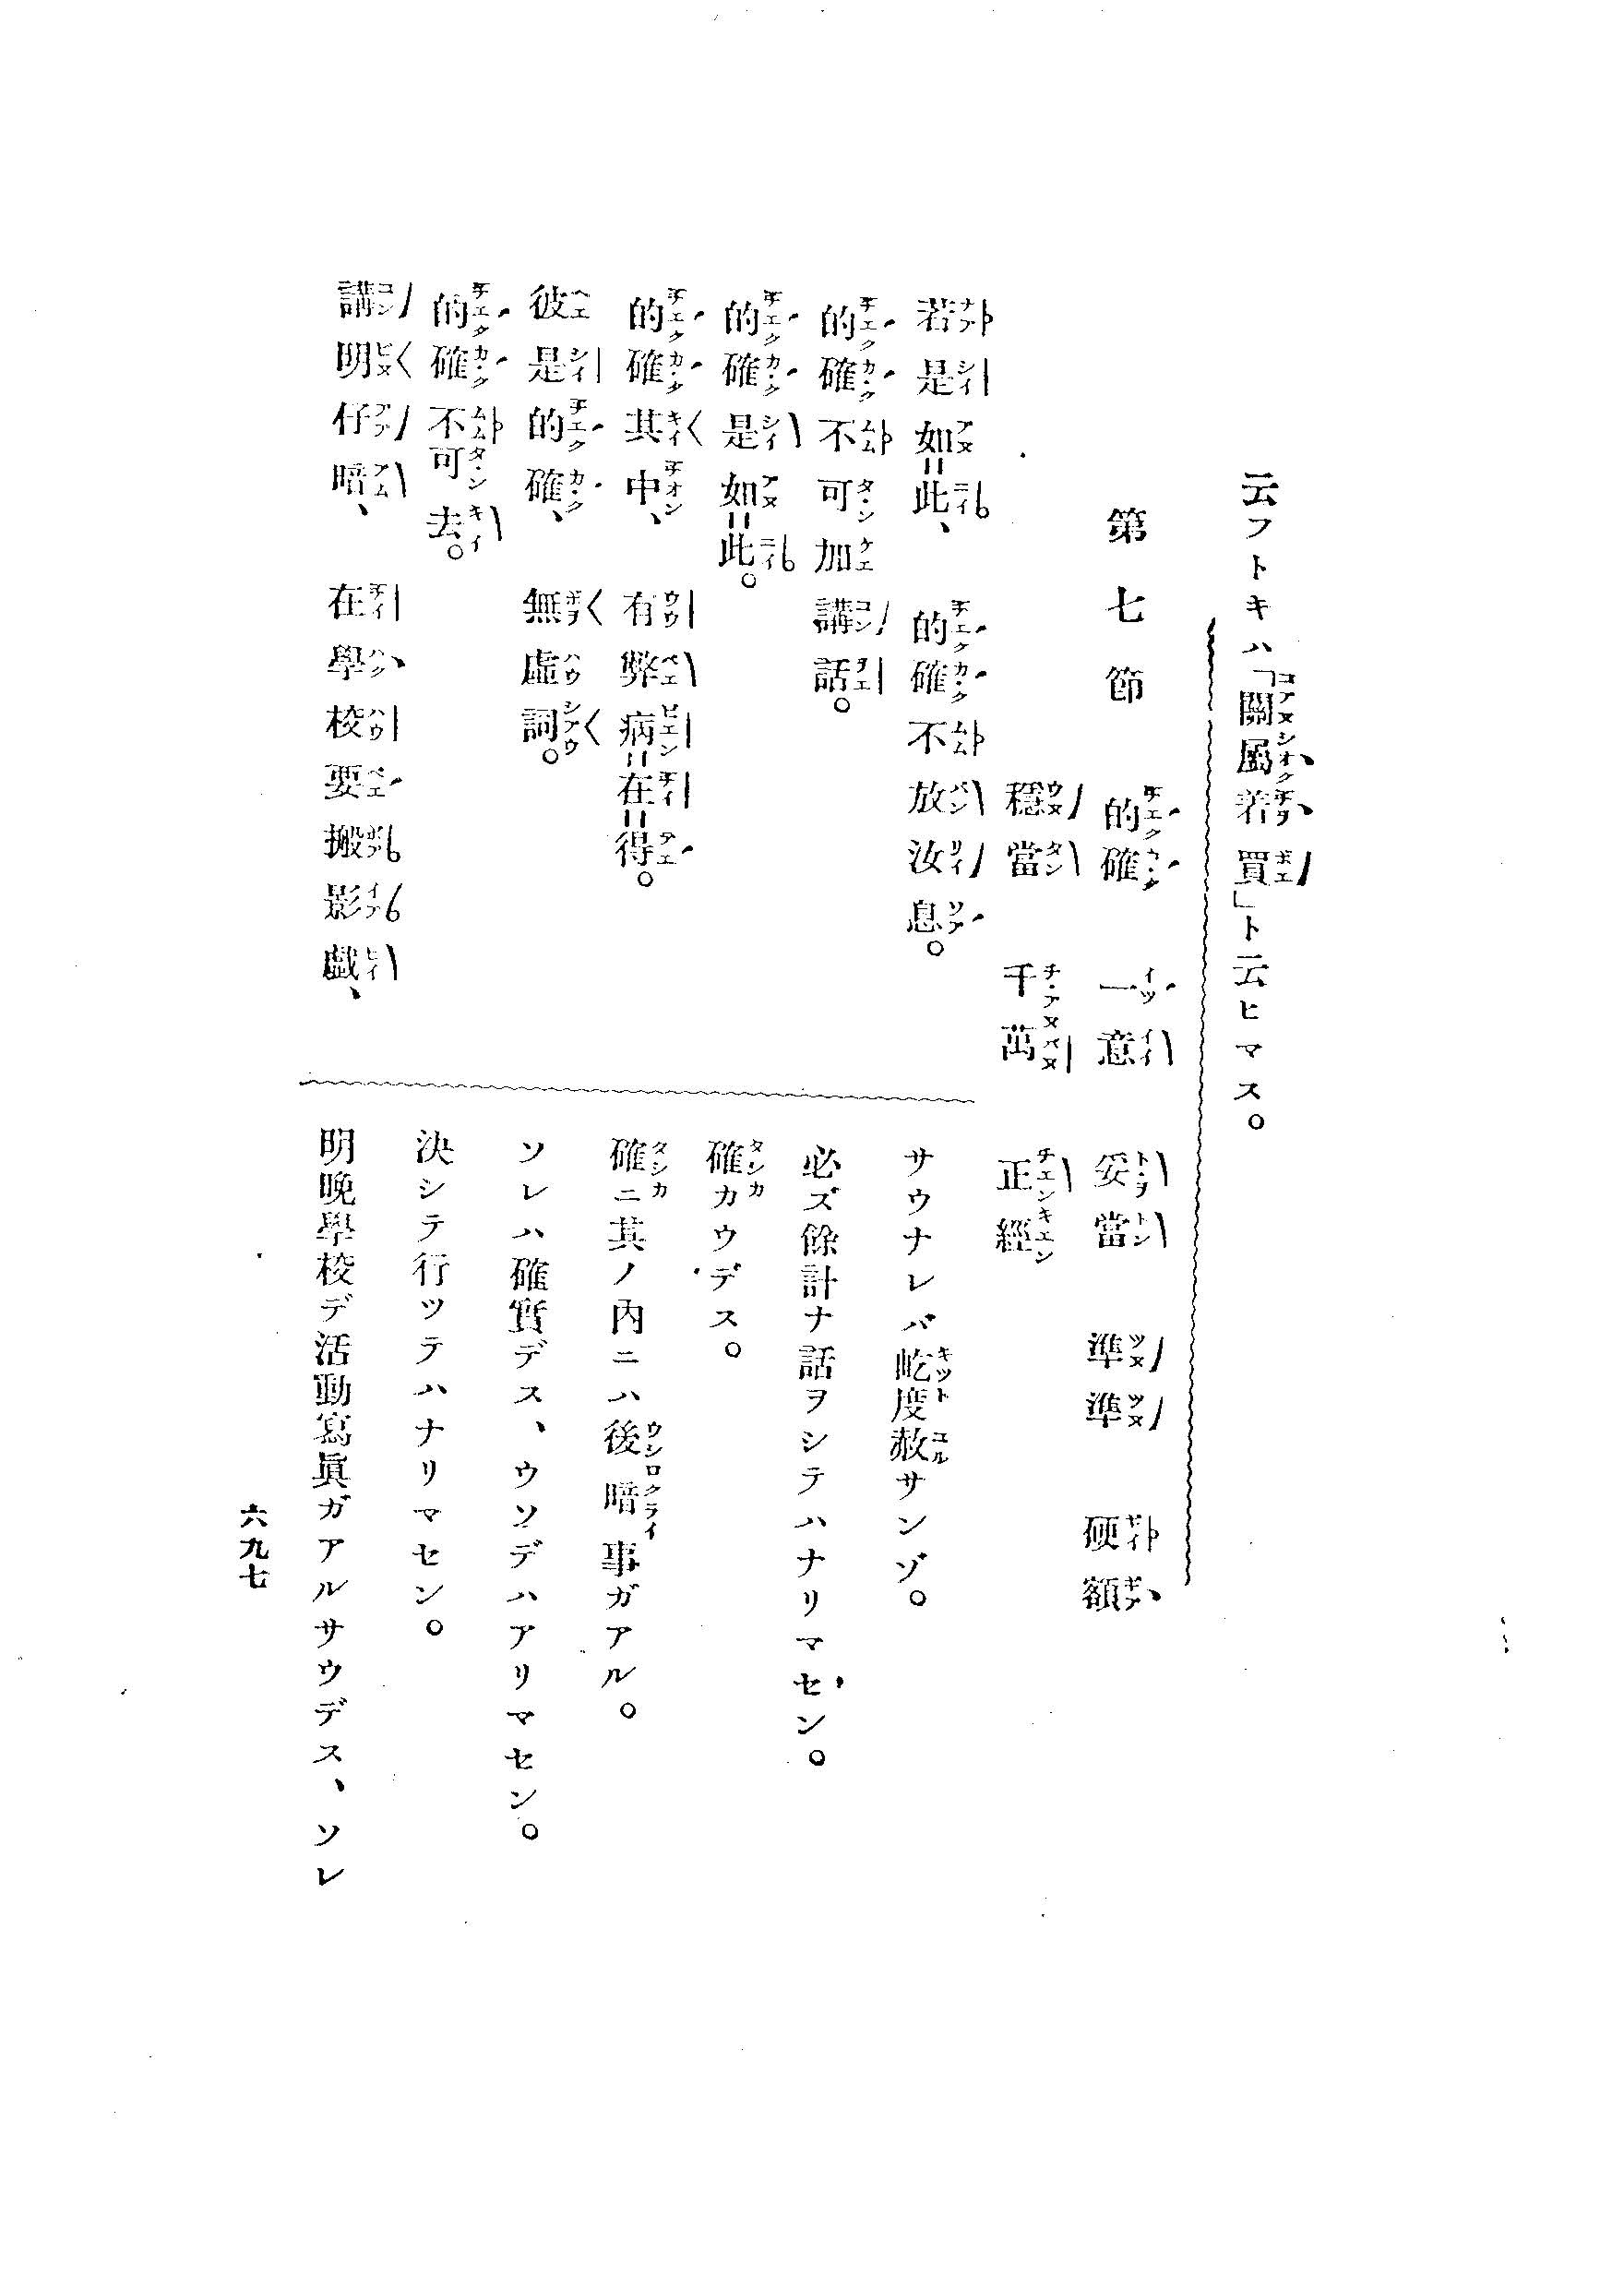 云フトキハ「關屬若買」ト云ヒマス。
第七節 的確 一意 妥當 準準 硬額
穩當 千萬 正經
若是如＝此、的確不放汝息。
サウナレバ屹度赦サンゾ。
的確不可加講話。
必ズ餘計ナ話ヲシテハナリマセン。
的確是如＝此。
確カウデス。
的確其中、有弊病＝在＝得。
確ニ其ノ内ニハ後暗事ガアル。
彼是的確、無虛詞。
ソレハ確實デス、ウソデハアリマセン。
的確不可去。
決シテ行ツテハナリマセン。
講明仔暗、在學校要搬影戲、
明晩學校デ活動寫眞ガアルサウデス、ソレ
六九七